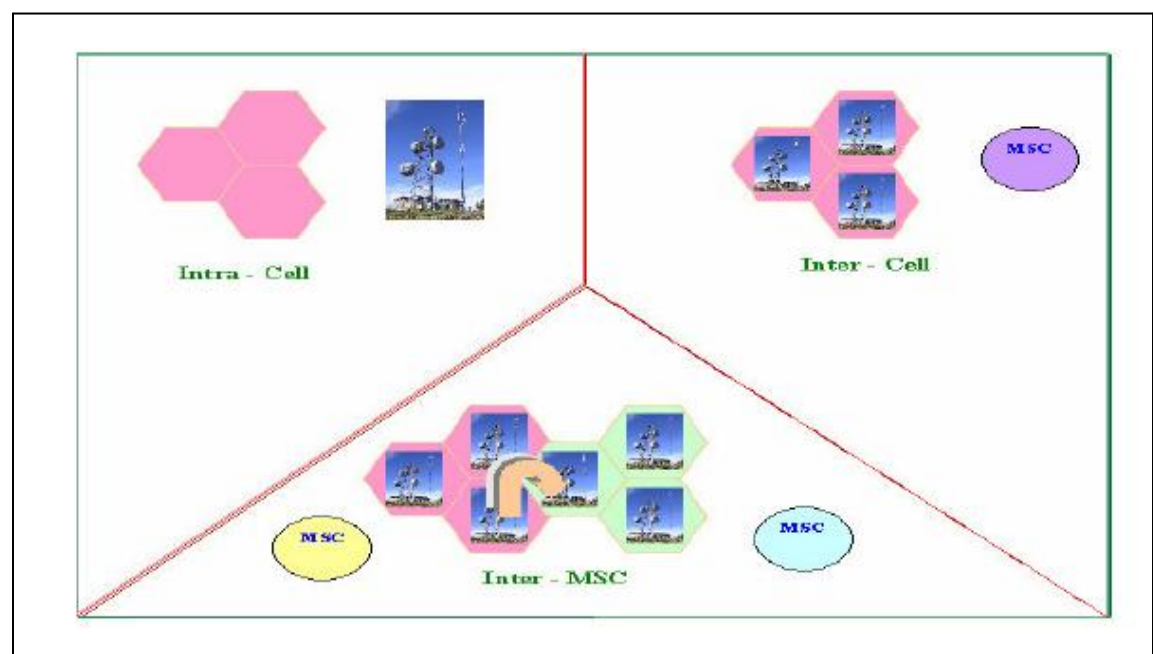 MSC
Intra - Cell
Inter - Cell
MSC
MSC
Inter - MSC